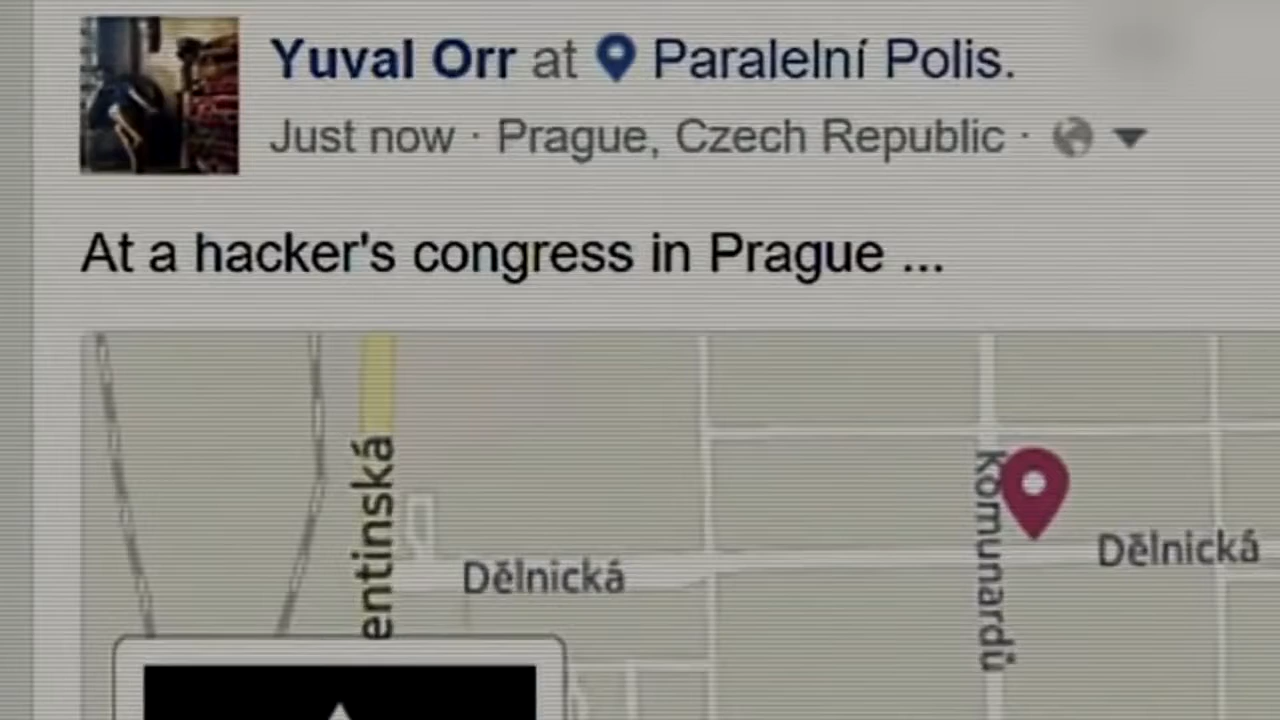 Yuval Orr at Paralelní Polis.
Just now · Prague, Czech Republic ·
At a hacker's congress in Prague ...
entinská
Dělnická
Komunardů
Dělnická